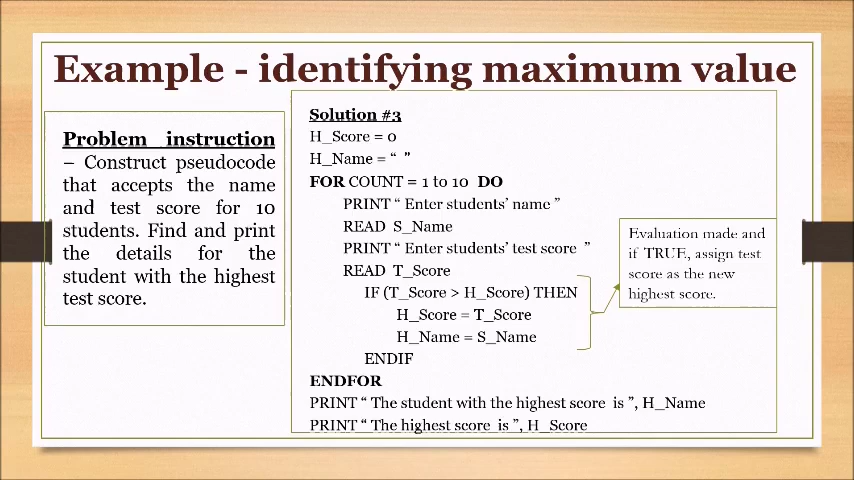 Example - identifying maximum value
Problem instruction
– Construct pseudocode
that accepts the name
and test score for 10
students. Find and print
the details for the
student with the highest
test score.
Solution #3
H_Score = 0
H_Name = “ ”
FOR COUNT = 1 to 10 DO
PRINT “ Enter students’ name ”
READ S_Name
PRINT “ Enter students’ test score ”
READ T_Score
IF (T_Score > H_Score) THEN
H_Score = T_Score
H_Name = S_Name
ENDIF
ENDFOR
PRINT “ The student with the highest score is ”, H_Name
PRINT “ The highest score is ”, H_Score
Evaluation made and
if TRUE, assign test
score as the new
highest score.